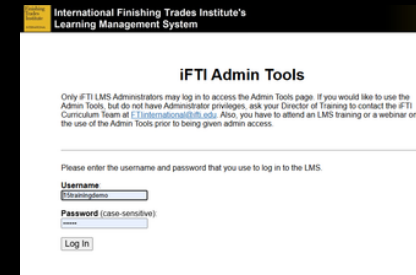 Finishing
Trades
Institute
International Finishing Trades Institute's
Learning Management System
iFTI Admin Tools
Only iFTI LMS Administrators may log in to access the Admin Tools page. If you would like to use the
Admin Tools, but do not have Administrator privileges, ask your Director of Training to contact the iFTI
Curriculum Team at FTIinternational@ifti.edu. Also, you have to attend an LMS training or a webinar on
the use of the Admin Tools prior to being given admin access.
Please enter the username and password that you use to log in to the LMS.
Username:
Password (case-sensitive):
•••••
Log In